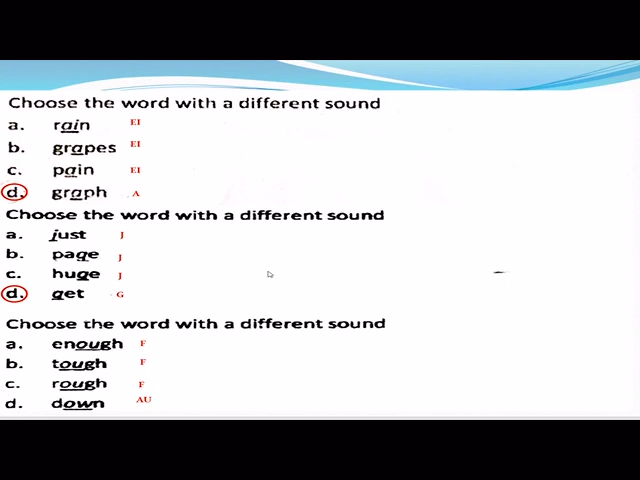 Choose the word with a different sound
a. rain EI
b. grapes EI
c. pain EI
d. graph A
Choose the word with a different sound
a. just J
b. page J
c. huge J
d. get G
Choose the word with a different sound
a. enough F
b. tough F
c. rough F
d. down AU